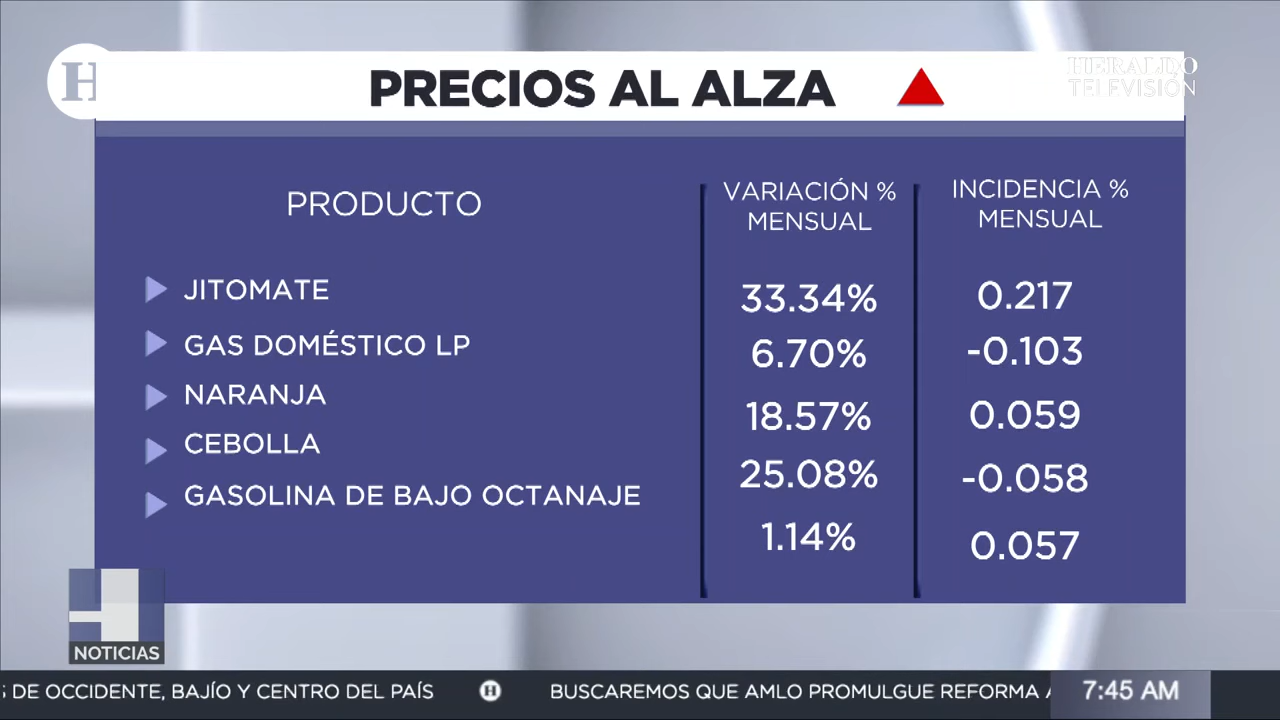 H
PRECIOS AL ALZA
HERALDO
TELEVISIÓN
PRODUCTO
VARIACIÓN %
MENSUAL
INCIDENCIA %
MENSUAL
JITOMATE 33.34% 0.217
GAS DOMÉSTICO LP 6.70% -0.103
NARANJA 18.57% 0.059
CEBOLLA 25.08% -0.058
GASOLINA DE BAJO OCTANAJE 1.14% 0.057
NOTICIAS
DE OCCIDENTE, BAJÍO Y CENTRO DEL PAÍS H BUSCAREMOS QUE AMLO PROMULGUE REFORMA 7:45 AM